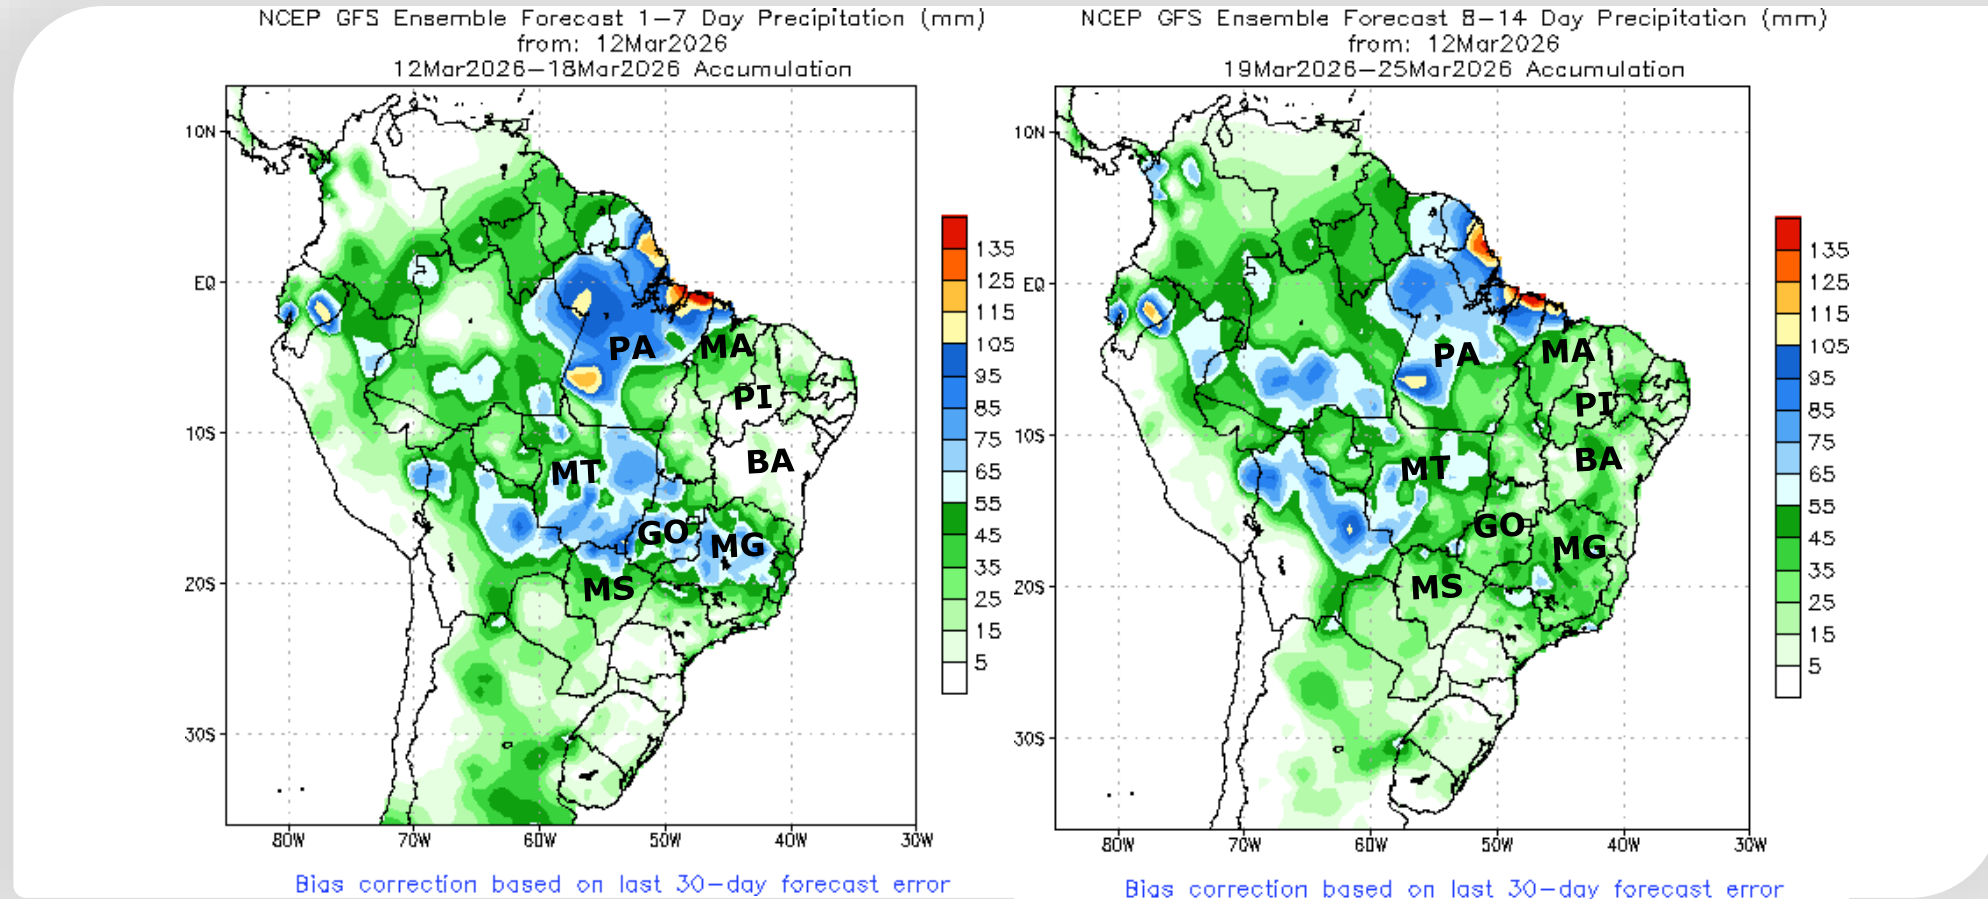 NCEP GFS Ensemble Forecast 1-7 Day Precipitation (mm)
from: 12Mar2026
12Mar2026-18Mar2026 Accumulation
10N
EQ
10S
20S
30S
80W
70W
60W
50W
40W
30W
PA
MA
PI
BA
MT
GO
MG
MS
135
125
115
105
95
85
75
65
55
45
35
25
15
5
Bias correction based on last 30-day forecast error
NCEP GFS Ensemble Forecast 8-14 Day Precipitation (mm)
from: 12Mar2026
19Mar2026-25Mar2026 Accumulation
10N
EQ
10S
20S
30S
80W
70W
60W
50W
40W
30W
PA
MA
PI
BA
MT
GO
MG
MS
135
125
115
105
95
85
75
65
55
45
35
25
15
5
Bias correction based on last 30-day forecast error